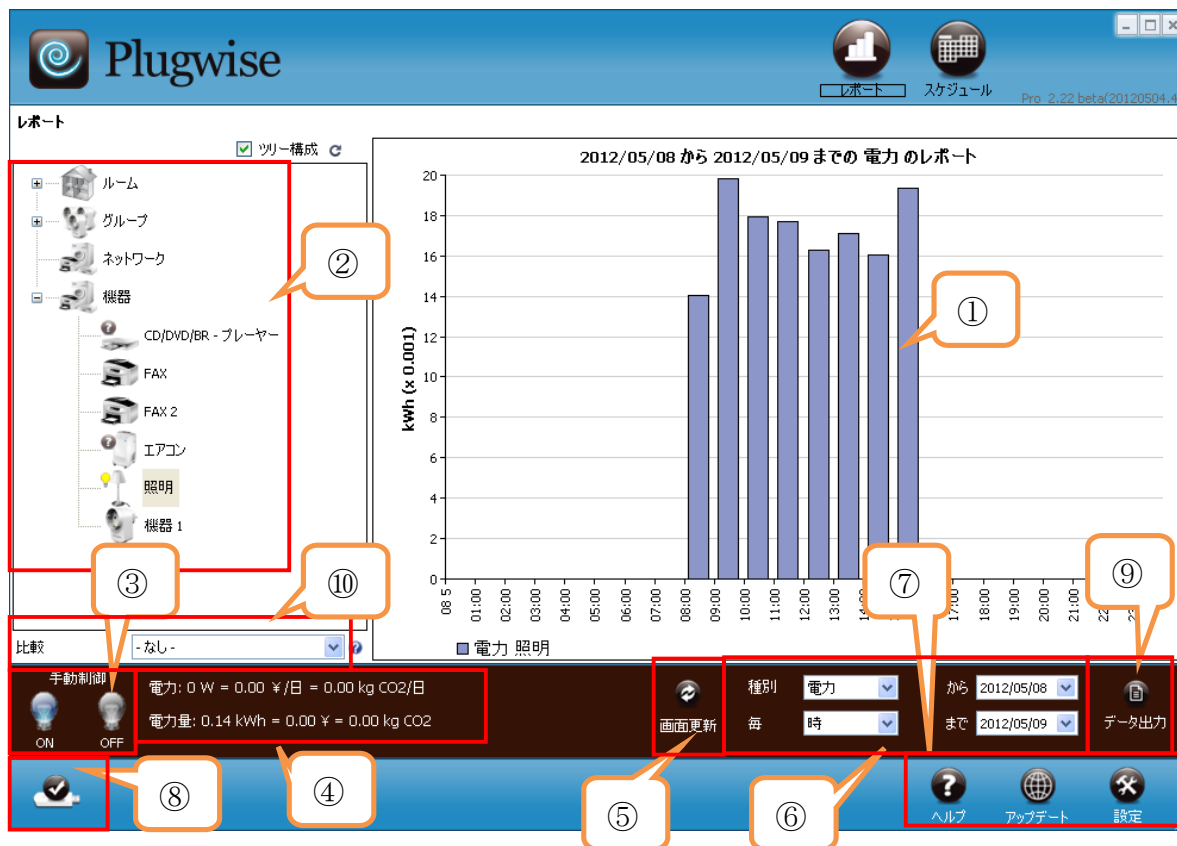 Plugwise
レポート
スケジュール
Pro 2.22 beta(20120504.4
レポート
ツリー構成
ルーム
グループ
ネットワーク
機器
CD/DVD/BR - プレーヤー
FAX
FAX 2
エアコン
照明
機器 1
②
③
⑩
比較
- なし -
2012/05/08 から 2012/05/09 までの 電力 のレポート
kWh (x 0.001)
20
18
16
14
12
10
8
6
4
2
0
①
⑦
⑨
08 5
01:00
02:00
03:00
04:00
05:00
06:00
07:00
08:00
09:00
10:00
11:00
12:00
13:00
17:00
18:00
19:00
20:00
21:00
電力 照明
手動制御
ON
OFF
電力: 0 W = 0.00 ¥/日 = 0.00 kg CO2/日
電力量: 0.14 kWh = 0.00 ¥ = 0.00 kg CO2
画面更新
種別
電力
から
2012/05/08
毎
時
まで
2012/05/09
データ出力
⑧
④
⑤
⑥
ヘルプ
アップデート
設定